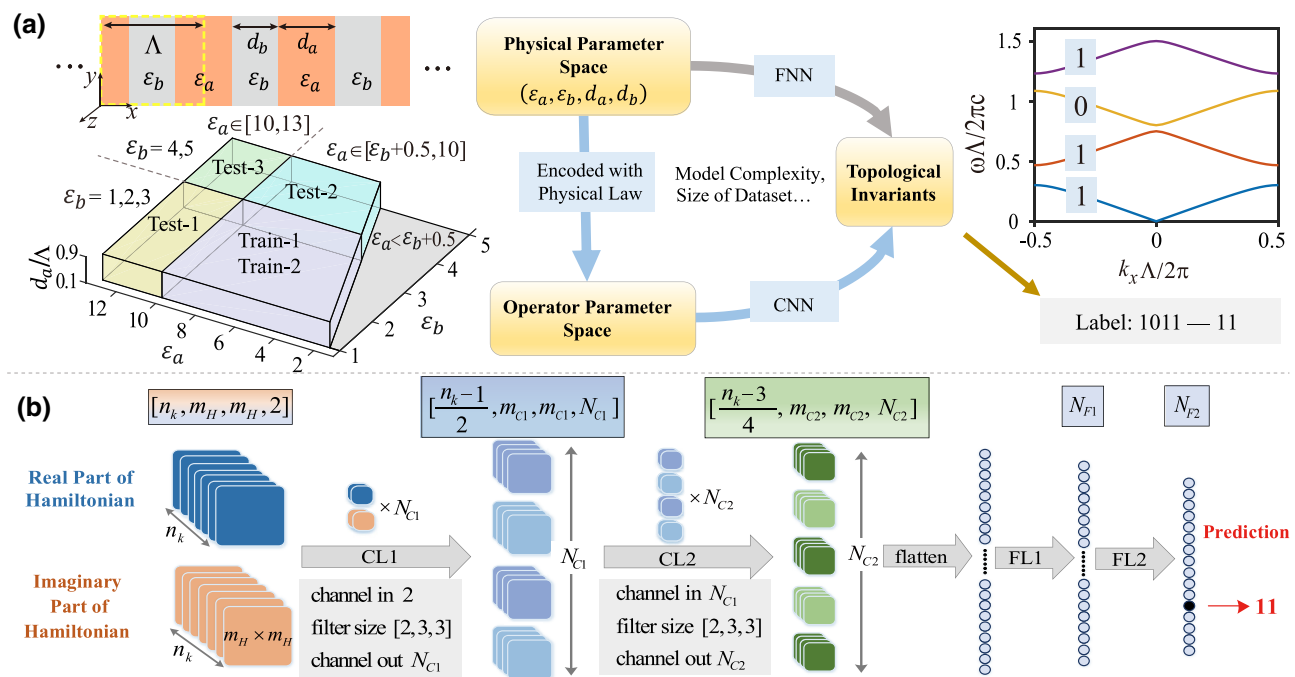 (a)
Λ
d_b
d_a
ε_b
ε_a
ε_b
ε_a
ε_b
...
...
y
x
z
ε_a∈[10,13]
ε_b = 4,5
ε_a∈[ε_b+0.5,10]
Test-3
Test-2
ε_b = 1,2,3
Test-1
Train-1
Train-2
ε_a<ε_b+0.5
d_a/Λ
0.9
0.1
12
10
8
6
4
2
ε_a
1
2
3
4
5
ε_b
Physical Parameter
Space
(ε_a, ε_b, d_a, d_b)
FNN
Encoded with
Physical Law
Model Complexity,
Size of Dataset...
Topological
Invariants
Operator Parameter
Space
CNN
ωΛ/2πc
1.5
1
0.5
0
1
0
1
1
-0.5
0
0.5
k_xΛ/2π
Label: 1011 — 11
(b)
[n_k, m_H, m_H, 2]
[(n_k−1)/2, m_C1, m_C1, N_C1]
[(n_k−3)/4, m_C2, m_C2, N_C2]
N_F1
N_F2
Real Part of
Hamiltonian
n_k
× N_C1
N_C1
× N_C2
N_C2
CL1
CL2
flatten
FL1
FL2
Prediction
11
Imaginary
Part of
Hamiltonian
m_H × m_H
n_k
channel in 2
filter size [2,3,3]
channel out N_C1
channel in N_C1
filter size [2,3,3]
channel out N_C2